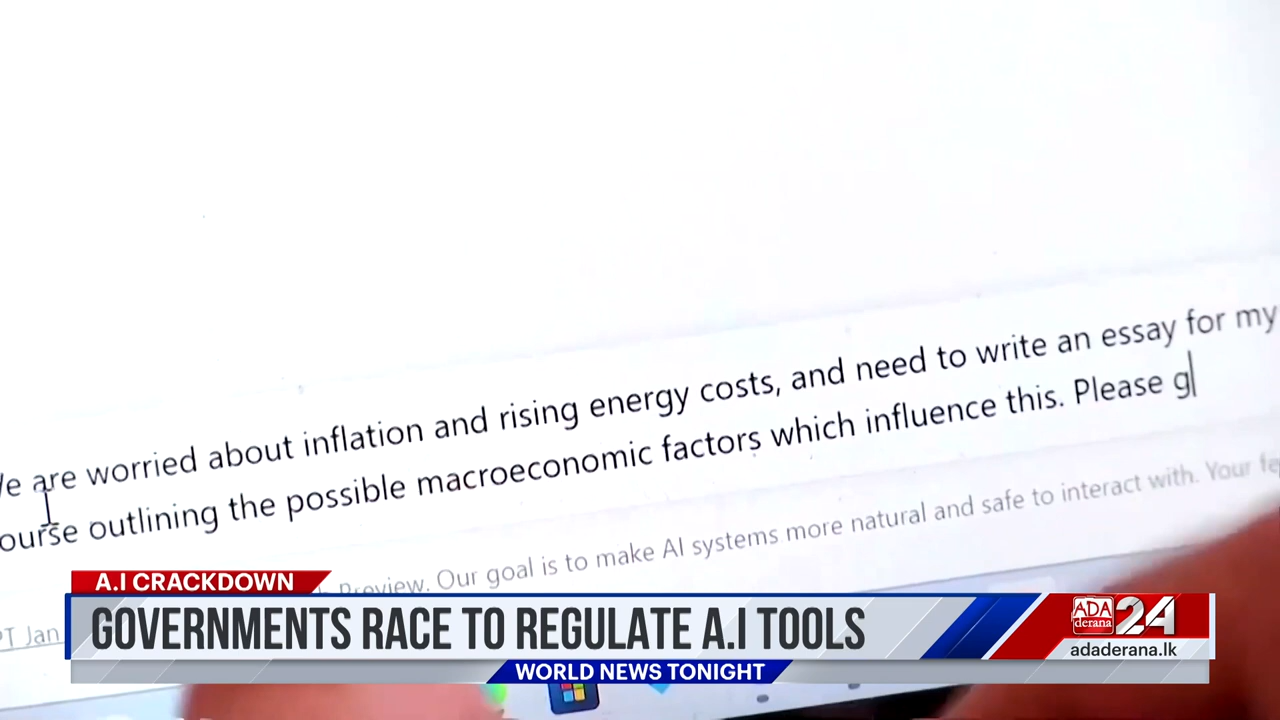 We are worried about inflation and rising energy costs, and need to write an essay for my
ourse outlining the possible macroeconomic factors which influence this. Please g
Preview. Our goal is to make AI systems more natural and safe to interact with. Your fe
PT Jan
A.I CRACKDOWN
GOVERNMENTS RACE TO REGULATE A.I TOOLS
WORLD NEWS TONIGHT
ADA
derana
24
adaderana.lk